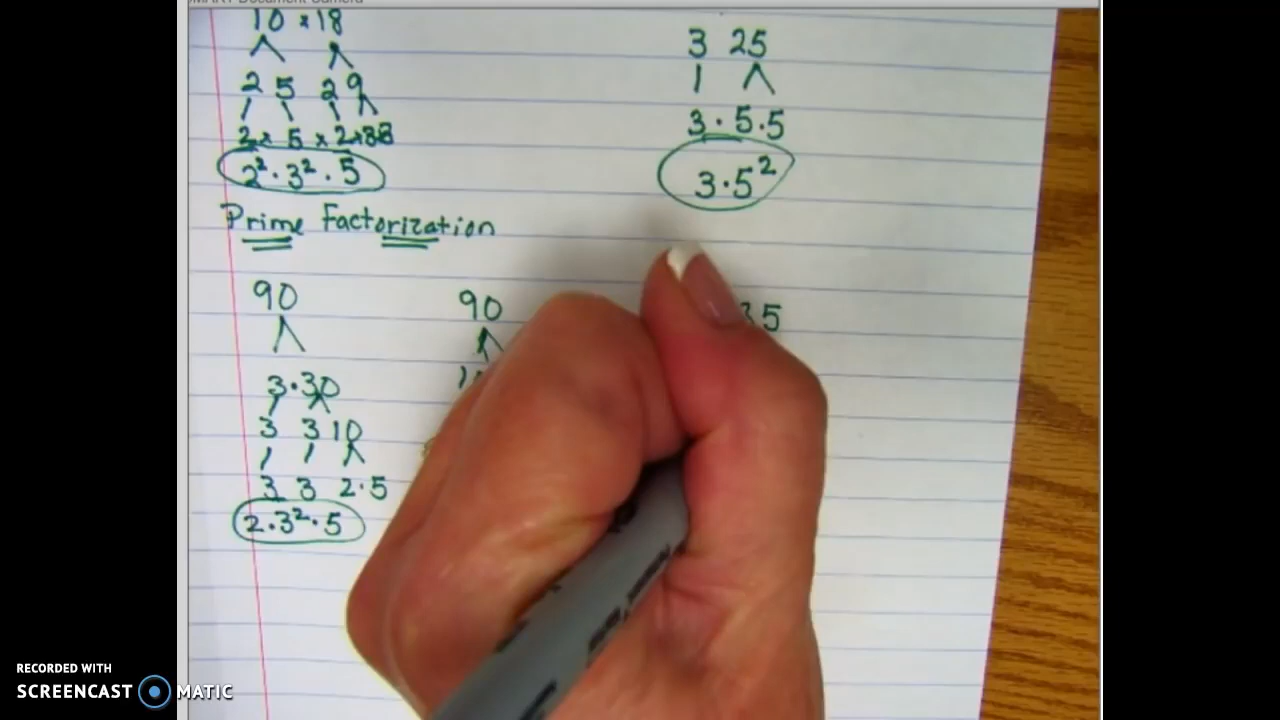 10 × 18
2 5 2 9
2 × 5 × 2 × 3·3
2²·3²·5
3 25
3·5·5
3·5²
Prime Factorization
90
3·30
3 3 10
3 3 2·5
2·3²·5
90
35
RECORDED WITH
SCREENCAST MATIC